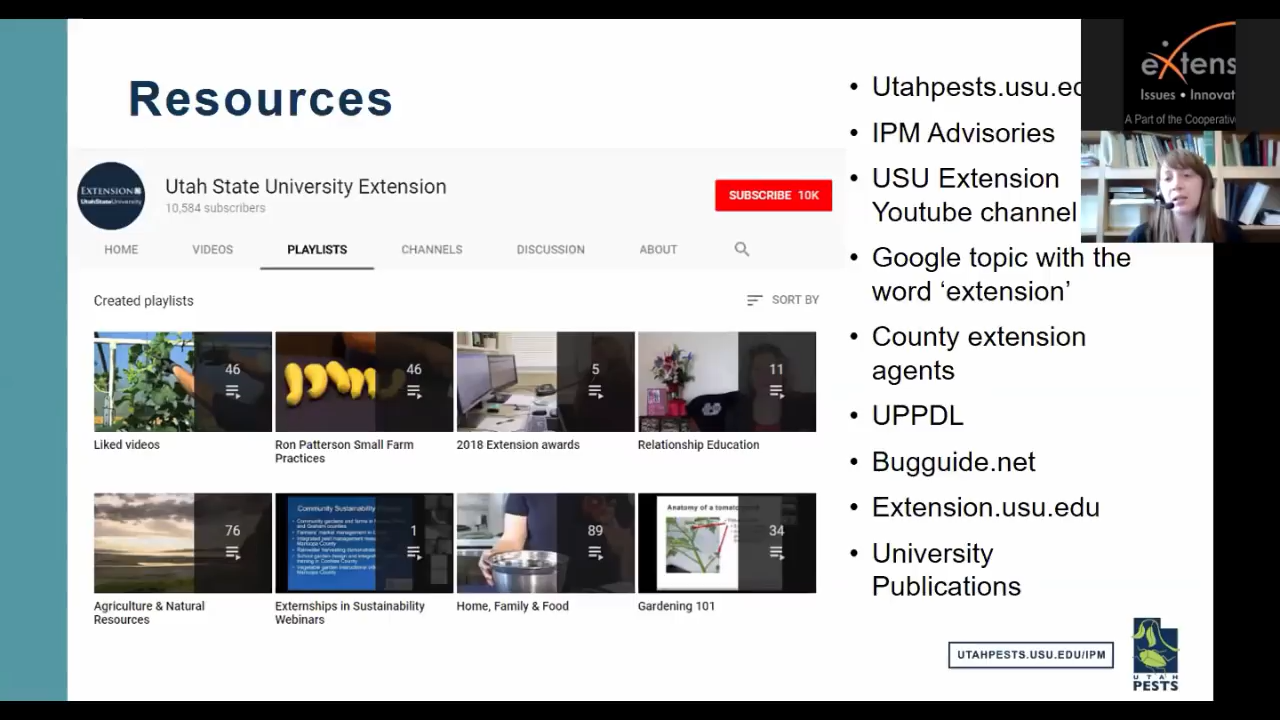 Resources
EXTENSION
UtahStateUniversity
Utah State University Extension
10,584 subscribers
SUBSCRIBE 10K
HOME
VIDEOS
PLAYLISTS
CHANNELS
DISCUSSION
ABOUT
Created playlists
SORT BY
46
Liked videos
46
Ron Patterson Small Farm
Practices
5
2018 Extension awards
11
Relationship Education
76
Agriculture & Natural
Resources
Community Sustainability
1
Externships in Sustainability
Webinars
89
Home, Family & Food
Anatomy of a tomato
34
Gardening 101
• Utahpests.usu.ed
• IPM Advisories
• USU Extension
Youtube channel
• Google topic with the
word ‘extension’
• County extension
agents
• UPPDL
• Bugguide.net
• Extension.usu.edu
• University
Publications
UTAHPESTS.USU.EDU/IPM
UTAH
PESTS
eXtens
Issues • Innovat
A Part of the Cooperativ